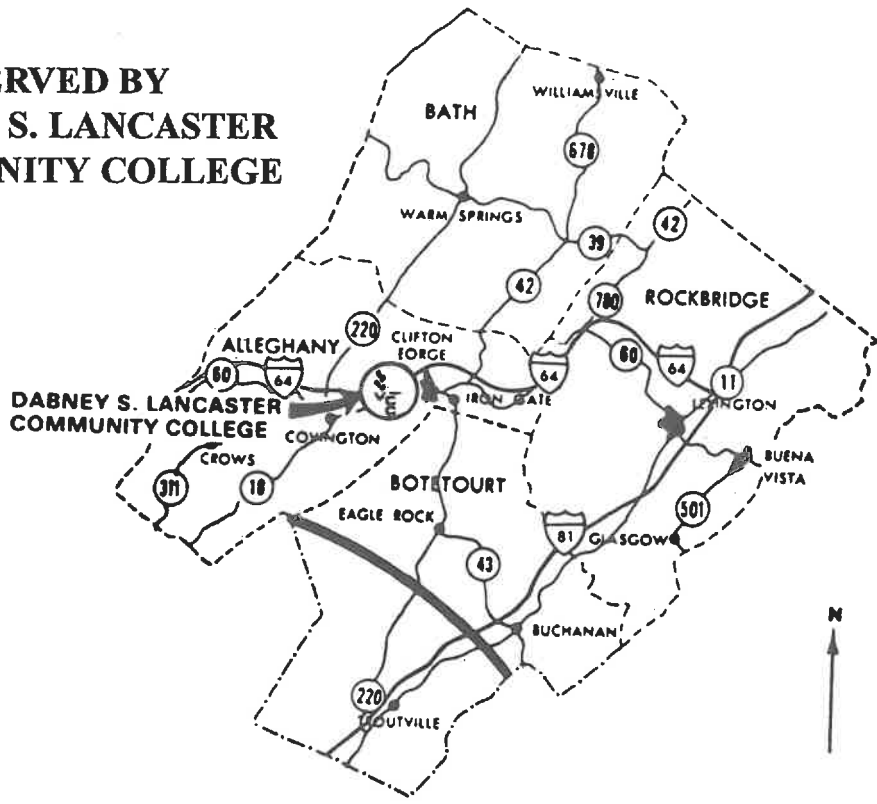 ERVED BY
S. LANCASTER
NITY COLLEGE
BATH
WILLIAMSVILLE
678
WARM SPRINGS
39
42
42
780
ROCKBRIDGE
220
CLIFTON
FORGE
ALLEGHANY
60
64
64
60
64
11
DABNEY S. LANCASTER
COMMUNITY COLLEGE
IRON GATE
LEXINGTON
COVINGTON
CROWS
BUENA
VISTA
311
18
BOTETOURT
EAGLE ROCK
501
81
GLASGOW
43
BUCHANAN
N
220
TROUTVILLE